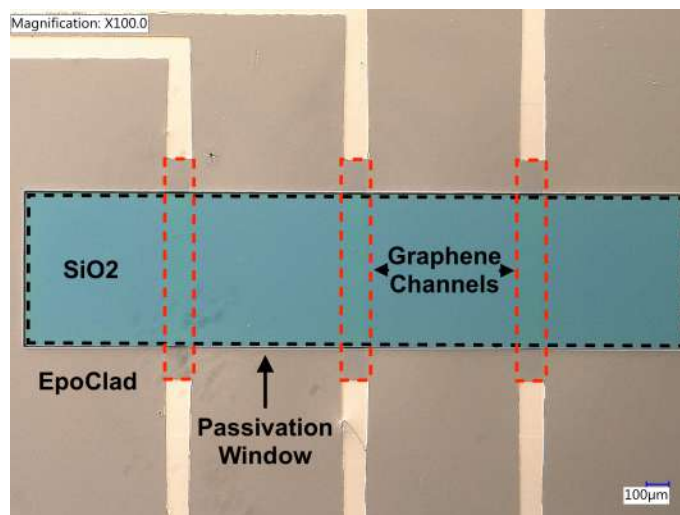 Magnification: X100.0
SiO2
Graphene
Channels
EpoClad
Passivation
Window
100µm